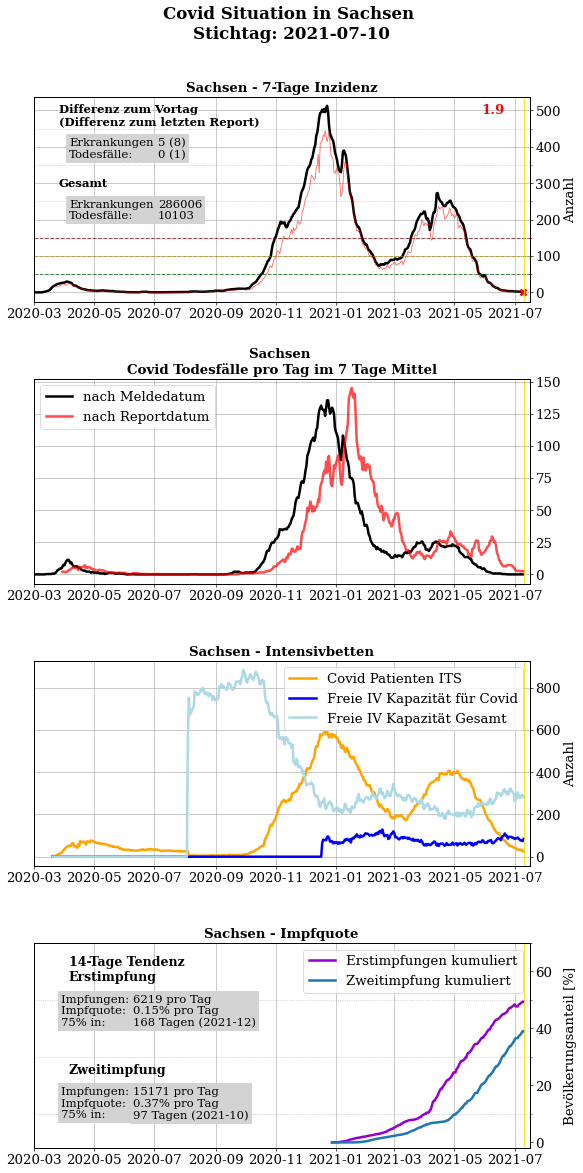 Covid Situation in Sachsen
Stichtag: 2021-07-10
Sachsen - 7-Tage Inzidenz
Differenz zum Vortag
(Differenz zum letzten Report)
Erkrankungen 5 (8)
Todesfälle: 0 (1)
Gesamt
Erkrankungen 286006
Todesfälle: 10103
1.9
500
400
300
200
100
0
Anzahl
2020-03 2020-05 2020-07 2020-09 2020-11 2021-01 2021-03 2021-05 2021-07
Sachsen
Covid Todesfälle pro Tag im 7 Tage Mittel
nach Meldedatum
nach Reportdatum
150
125
100
75
50
25
0
2020-03 2020-05 2020-07 2020-09 2020-11 2021-01 2021-03 2021-05 2021-07
Sachsen - Intensivbetten
Covid Patienten ITS
Freie IV Kapazität für Covid
Freie IV Kapazität Gesamt
800
600
400
200
0
Anzahl
2020-03 2020-05 2020-07 2020-09 2020-11 2021-01 2021-03 2021-05 2021-07
Sachsen - Impfquote
14-Tage Tendenz
Erstimpfung
Impfungen: 6219 pro Tag
Impfquote: 0.15% pro Tag
75% in: 168 Tagen (2021-12)
Zweitimpfung
Impfungen: 15171 pro Tag
Impfquote: 0.37% pro Tag
75% in: 97 Tagen (2021-10)
Erstimpfungen kumuliert
Zweitimpfung kumuliert
60
40
20
0
Bevölkerungsanteil [%]
2020-03 2020-05 2020-07 2020-09 2020-11 2021-01 2021-03 2021-05 2021-07